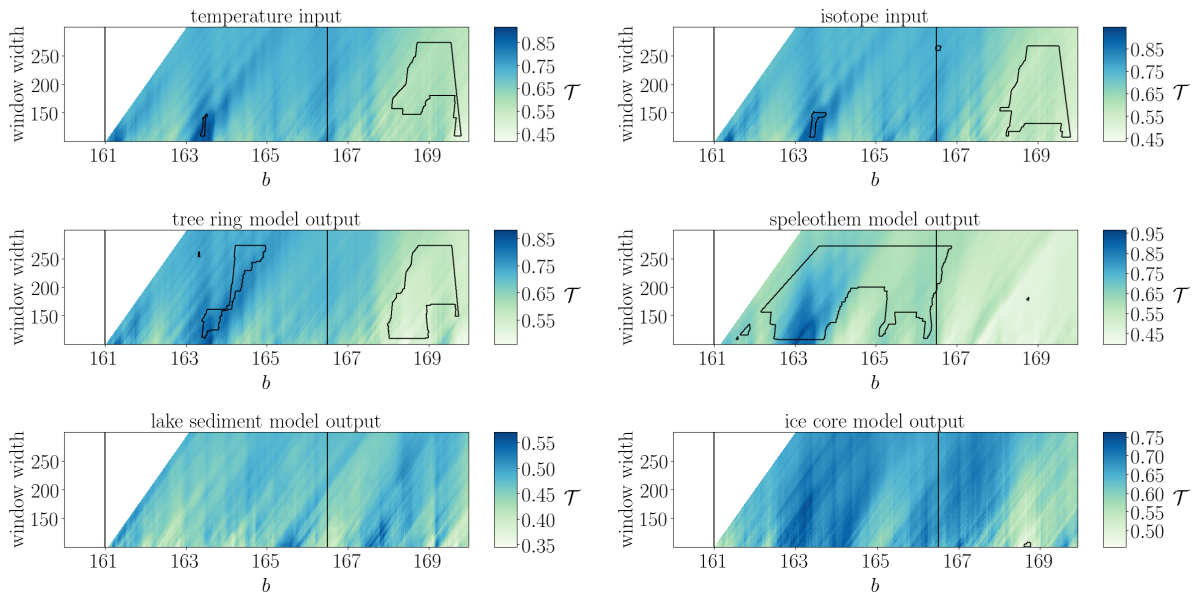 temperature input
window width
250
200
150
161 163 165 167 169
b
0.85
0.75
0.65
0.55
0.45
𝒯
isotope input
window width
250
200
150
161 163 165 167 169
b
0.85
0.75
0.65
0.55
0.45
𝒯
tree ring model output
window width
250
200
150
161 163 165 167 169
b
0.85
0.75
0.65
0.55
𝒯
speleothem model output
window width
250
200
150
161 163 165 167 169
b
0.95
0.85
0.75
0.65
0.55
0.45
𝒯
lake sediment model output
window width
250
200
150
161 163 165 167 169
b
0.55
0.50
0.45
0.40
0.35
𝒯
ice core model output
window width
250
200
150
161 163 165 167 169
b
0.75
0.70
0.65
0.60
0.55
0.50
𝒯